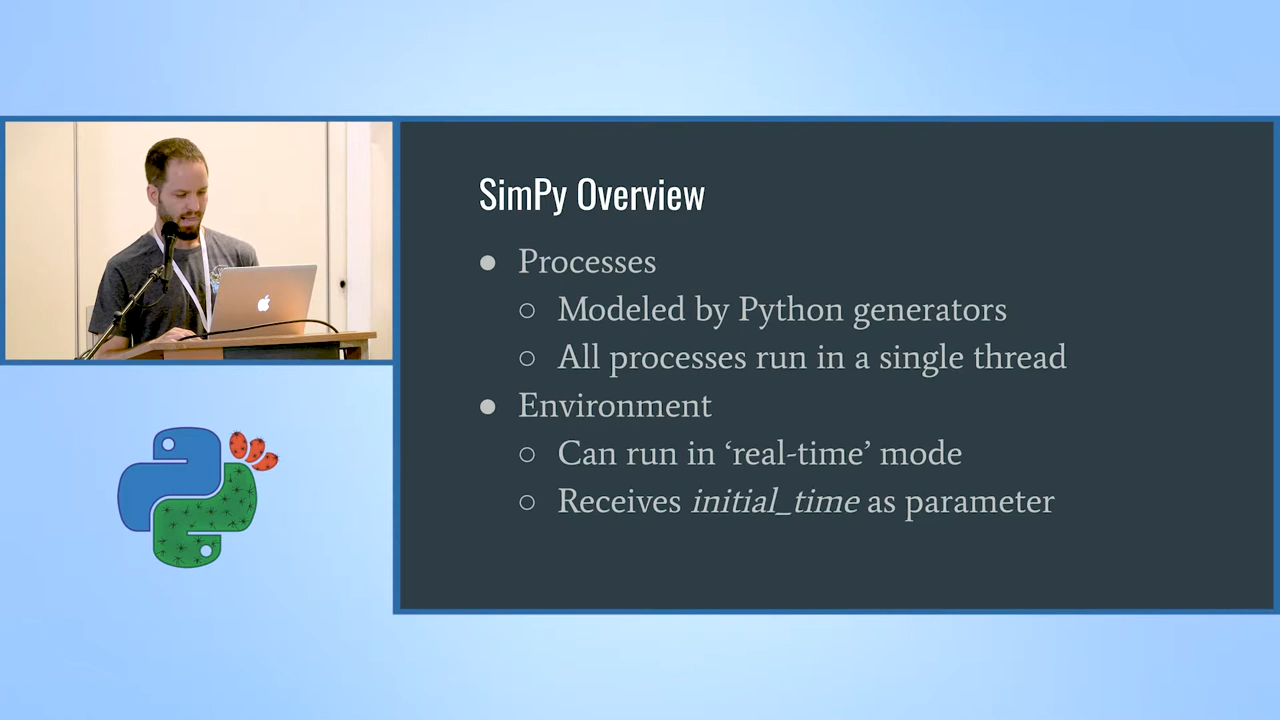 SimPy Overview
● Processes
○ Modeled by Python generators
○ All processes run in a single thread
● Environment
○ Can run in ‘real-time’ mode
○ Receives initial_time as parameter